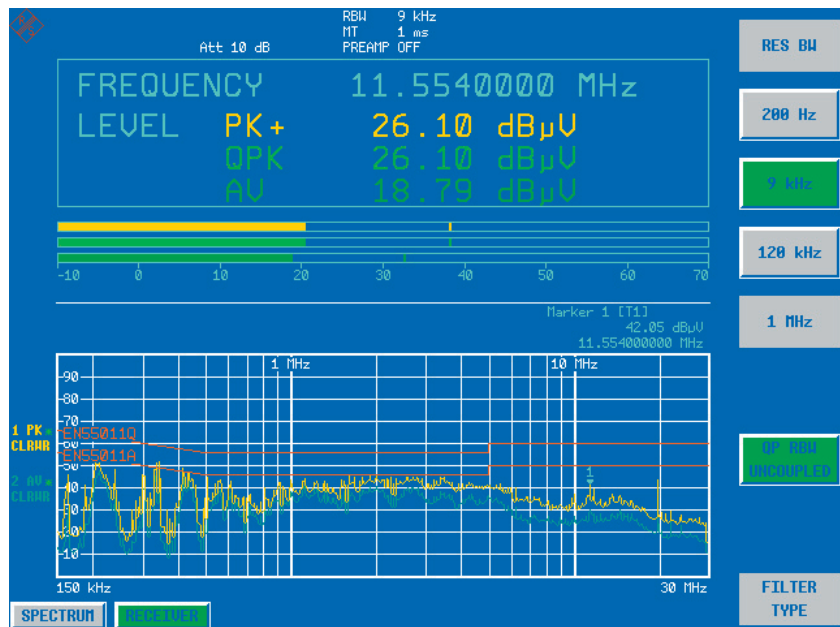 RBW 9 kHz
MT 1 ms
Att 10 dB PREAMP OFF
FREQUENCY 11.5540000 MHz
LEVEL PK+ 26.10 dBµV
QPK 26.10 dBµV
AV 18.79 dBµV
-10 0 10 20 30 40 50 60 70
Marker 1 [T1]
42.05 dBµV
11.554000000 MHz
1 MHz 10 MHz
90
80
70
EN55011Q
60
EN55011A
50
40
30
20
10
1 PK*
CLRWR
2 AV*
CLRWR
1
150 kHz 30 MHz
SPECTRUM RECEIVER
RES BW
200 Hz
9 kHz
120 kHz
1 MHz
QP RBW
UNCOUPLED
FILTER
TYPE